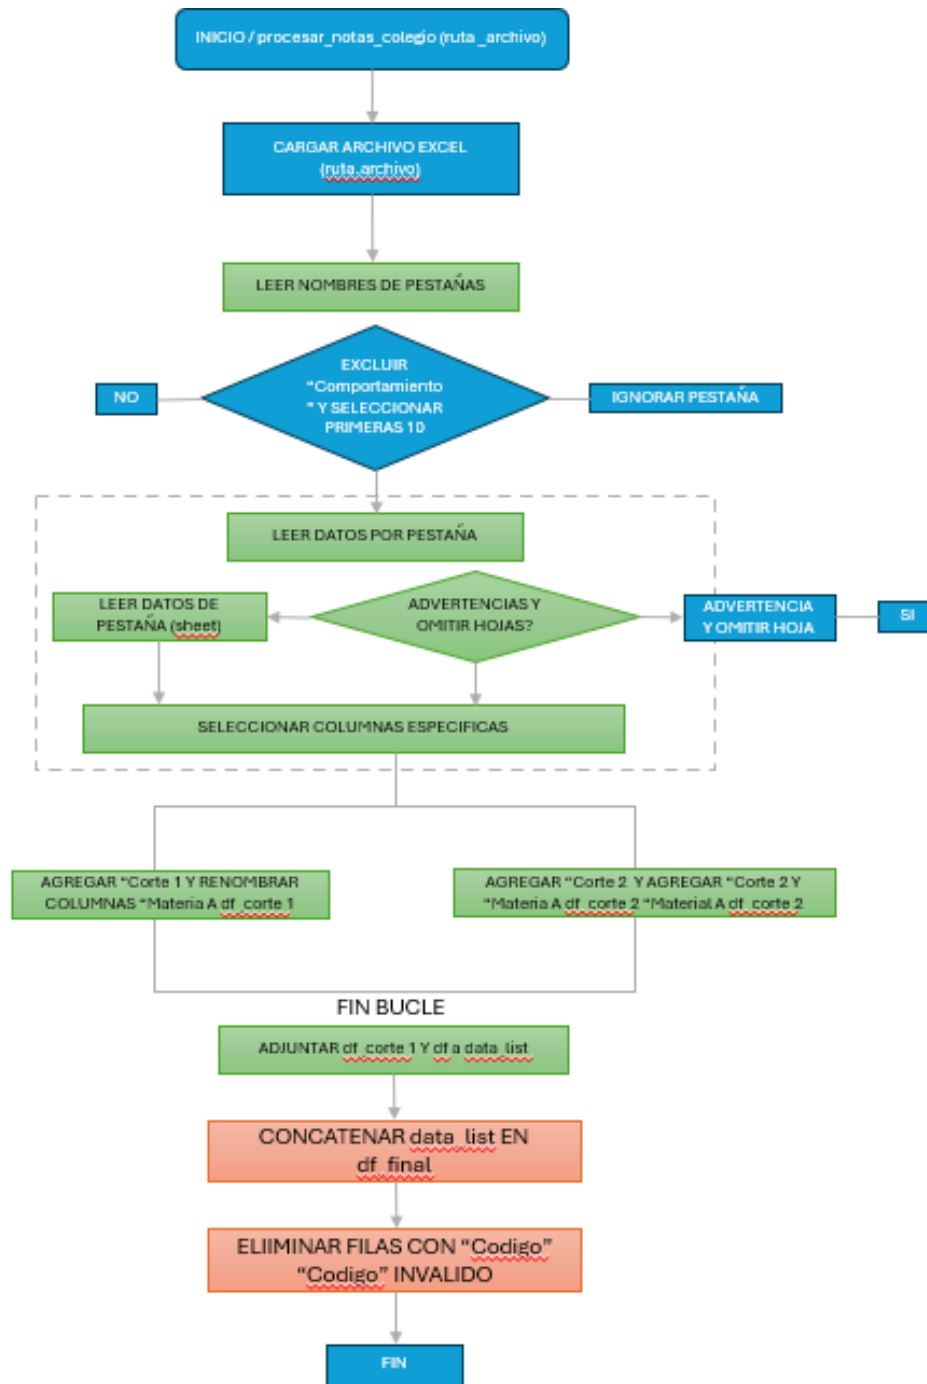 INICIO / procesar_notas_colegio (ruta _archivo)
CARGAR ARCHIVO EXCEL
(ruta.archivo)
LEER NOMBRES DE PESTAÑAS
EXCLUIR
"Comportamiento
" Y SELECCIONAR
PRIMERAS 10
NO
IGNORAR PESTAÑA
LEER DATOS POR PESTAÑA
LEER DATOS DE
PESTAÑA (sheet)
ADVERTENCIAS Y
OMITIR HOJAS?
ADVERTENCIA
Y OMITIR HOJA
SI
SELECCIONAR COLUMNAS ESPECIFICAS
AGREGAR "Corte 1 Y RENOMBRAR
COLUMNAS "Materia A df_corte 1
AGREGAR "Corte 2 Y AGREGAR "Corte 2 Y
"Materia A df_corte 2 "Material A df_corte 2
FIN BUCLE
ADJUNTAR df_corte 1 Y df a data_list
CONCATENAR data_list EN
df_final
ELIIMINAR FILAS CON "Codigo"
"Codigo" INVALIDO
FIN